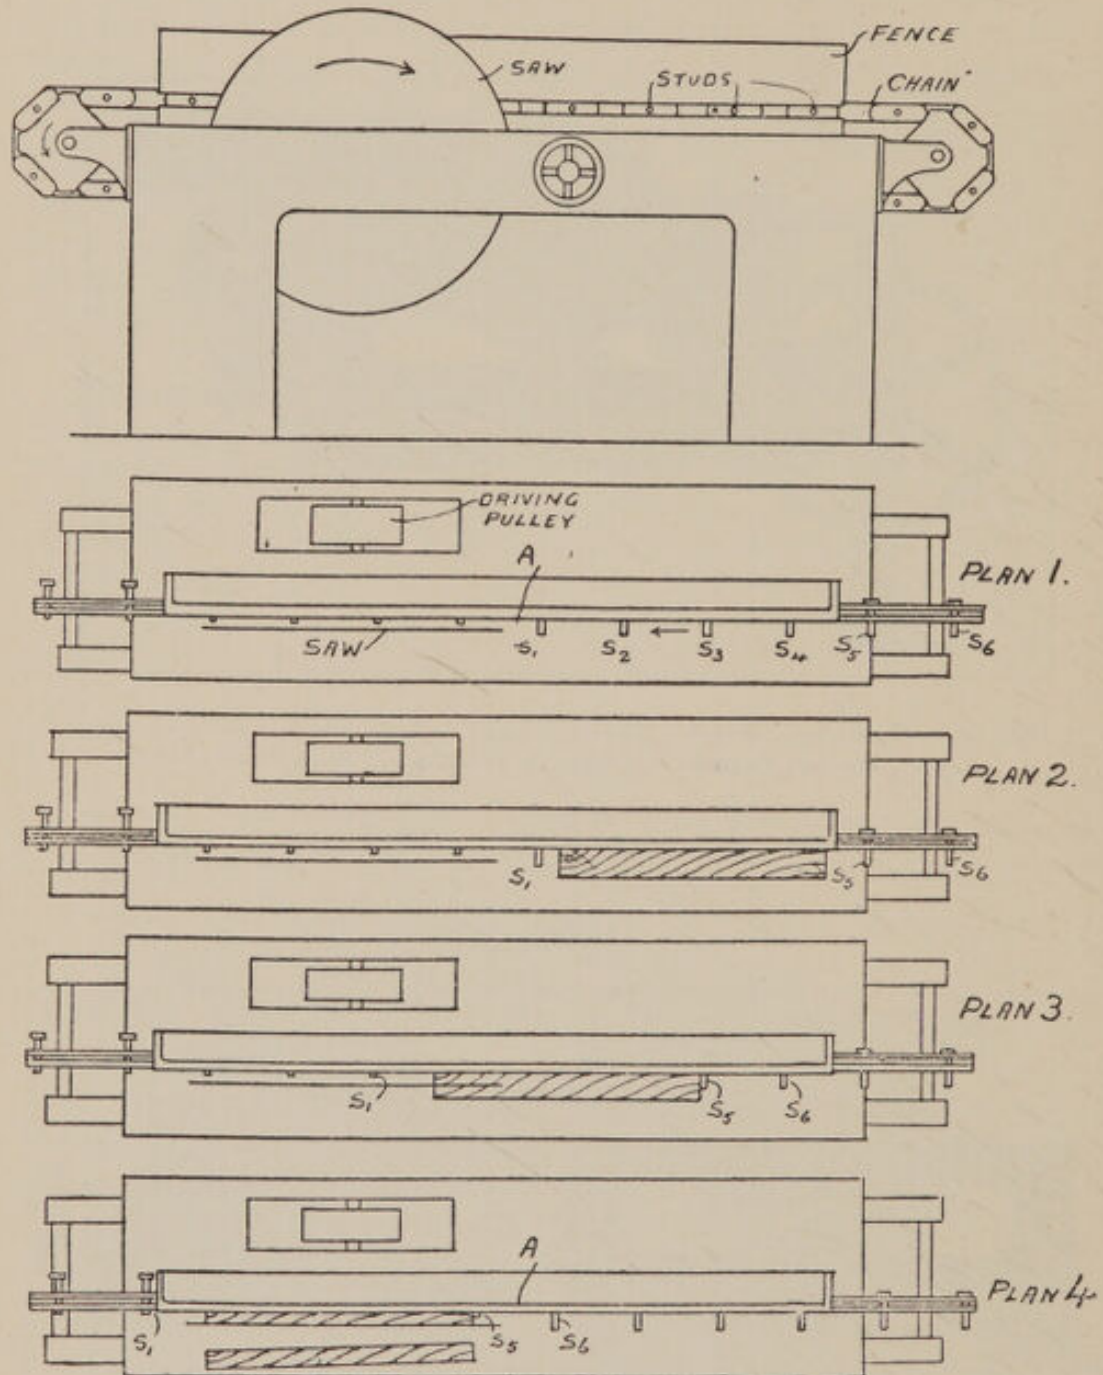 FENCE
SAW
STUDS
CHAIN
DRIVING
PULLEY
A
PLAN 1.
SAW
S1 S2 S3 S4 S5 S6
PLAN 2.
S1 S5 S6
PLAN 3.
S1 S5 S6
A
PLAN 4
S1 S5 S6